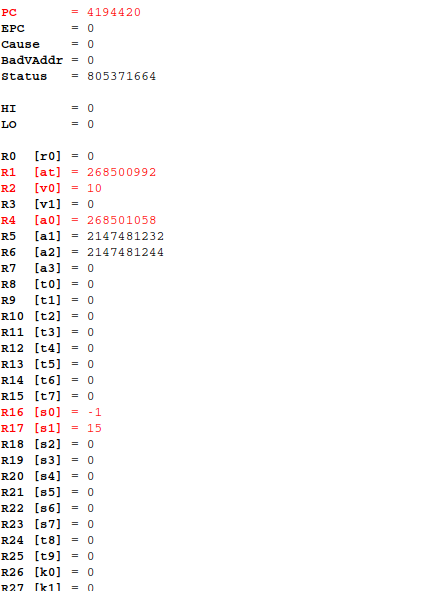 PC = 4194420
EPC = 0
Cause = 0
BadVAddr = 0
Status = 805371664
HI = 0
LO = 0
R0 [r0] = 0
R1 [at] = 268500992
R2 [v0] = 10
R3 [v1] = 0
R4 [a0] = 268501058
R5 [a1] = 2147481232
R6 [a2] = 2147481244
R7 [a3] = 0
R8 [t0] = 0
R9 [t1] = 0
R10 [t2] = 0
R11 [t3] = 0
R12 [t4] = 0
R13 [t5] = 0
R14 [t6] = 0
R15 [t7] = 0
R16 [s0] = -1
R17 [s1] = 15
R18 [s2] = 0
R19 [s3] = 0
R20 [s4] = 0
R21 [s5] = 0
R22 [s6] = 0
R23 [s7] = 0
R24 [t8] = 0
R25 [t9] = 0
R26 [k0] = 0
R27 [k1] = 0